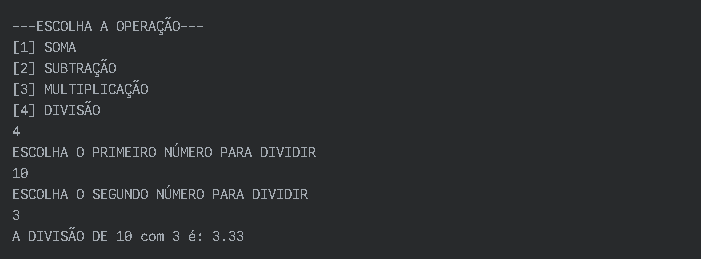 ---ESCOLHA A OPERAÇÃO---
[1] SOMA
[2] SUBTRAÇÃO
[3] MULTIPLICAÇÃO
[4] DIVISÃO
4
ESCOLHA O PRIMEIRO NÚMERO PARA DIVIDIR
10
ESCOLHA O SEGUNDO NÚMERO PARA DIVIDIR
3
A DIVISÃO DE 10 com 3 é: 3.33